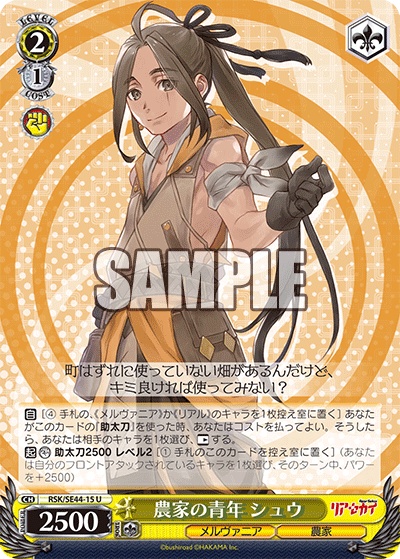 LEVEL
2
1
COST
SAMPLE
町はずれに使っていない畑があるんだけど、
キミ良ければ使ってみない?
自［④ 手札の、《メルヴァニア》か《リアル》のキャラを1枚控え室に置く］ あなた
がこのカードの『助太刀』を使った時、あなたはコストを払ってよい。そうした
ら、あなたは相手のキャラを1枚選び、する。
起 助太刀2500 レベル2［① 手札のこのカードを控え室に置く］（あなた
は自分のフロントアタックされているキャラを1枚選び、そのターン中、パワー
を+2500）
CH
RSK/SE44-15 U
POWER
2500
農家の青年 シュウ
メルヴァニア
農家
リアセカイ
©bushiroad ©HAKAMA Inc.